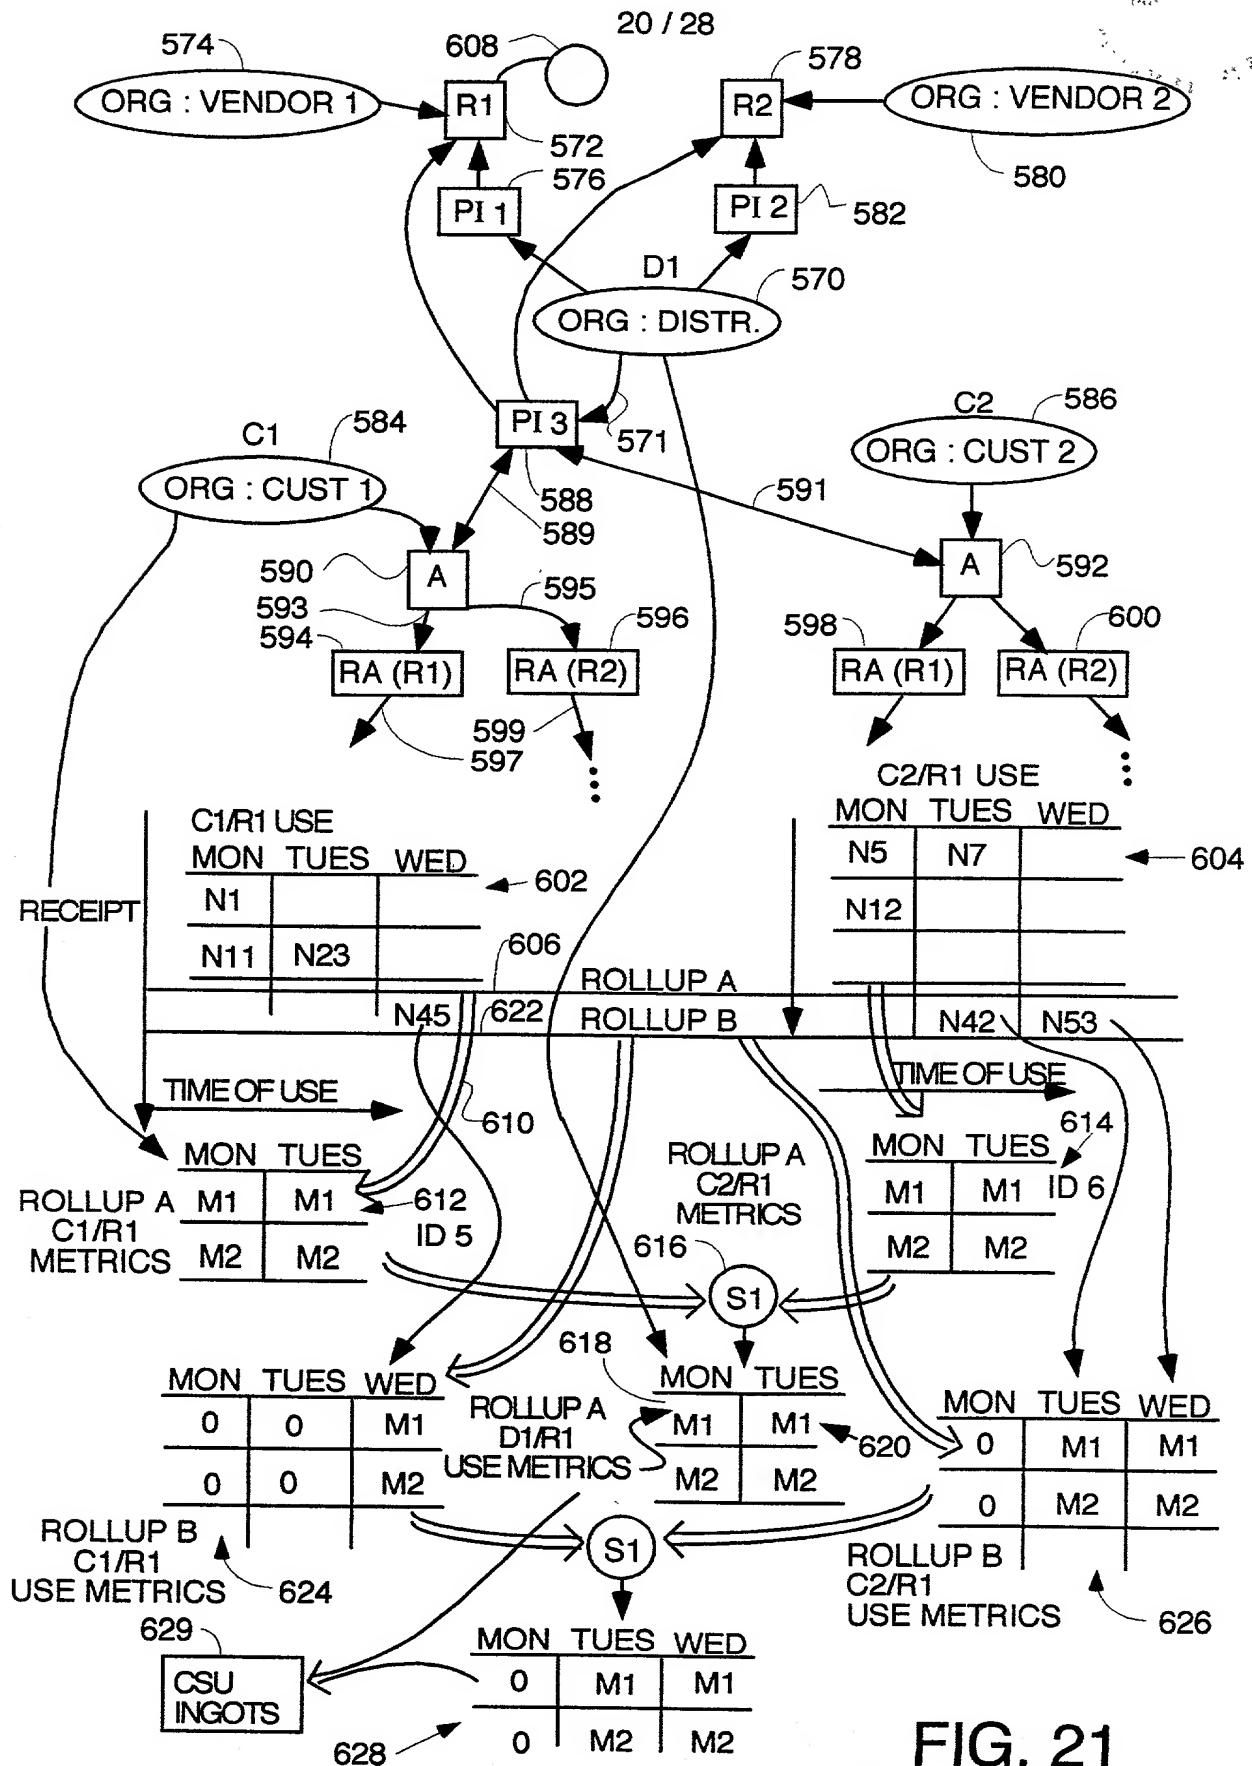 20 / 28
574
608
578
ORG : VENDOR 1
R1
R2
ORG : VENDOR 2
572
576
580
PI 1
PI 2
582
D1
570
ORG : DISTR.
C1
584
PI 3
571
C2
586
ORG : CUST 1
ORG : CUST 2
588
589
591
590
A
595
A
592
593
594
596
598
600
RA (R1)
RA (R2)
RA (R1)
RA (R2)
599
597
C2/R1 USE
MON TUES WED
C1/R1 USE
MON TUES WED
N5 N7
604
602
N1
RECEIPT
N12
N11 N23
606
ROLLUP A
N45
622
ROLLUP B
N42 N53
TIME OF USE
TIME OF USE
610
614
MON TUES
MON TUES
ROLLUP A
C2/R1
METRICS
ID 6
M1 M1
ROLLUP A
C1/R1
METRICS
M1 M1
612
ID 5
M2 M2
M2 M2
616
S1
618
MON TUES WED
MON TUES
MON TUES WED
0 0 M1
ROLLUP A
D1/R1
USE METRICS
M1 M1
620
0 M1 M1
0 0 M2
M2 M2
0 M2 M2
ROLLUP B
C1/R1
USE METRICS
624
S1
ROLLUP B
C2/R1
USE METRICS
626
629
MON TUES WED
CSU
INGOTS
0 M1 M1
628
0 M2 M2
FIG. 21